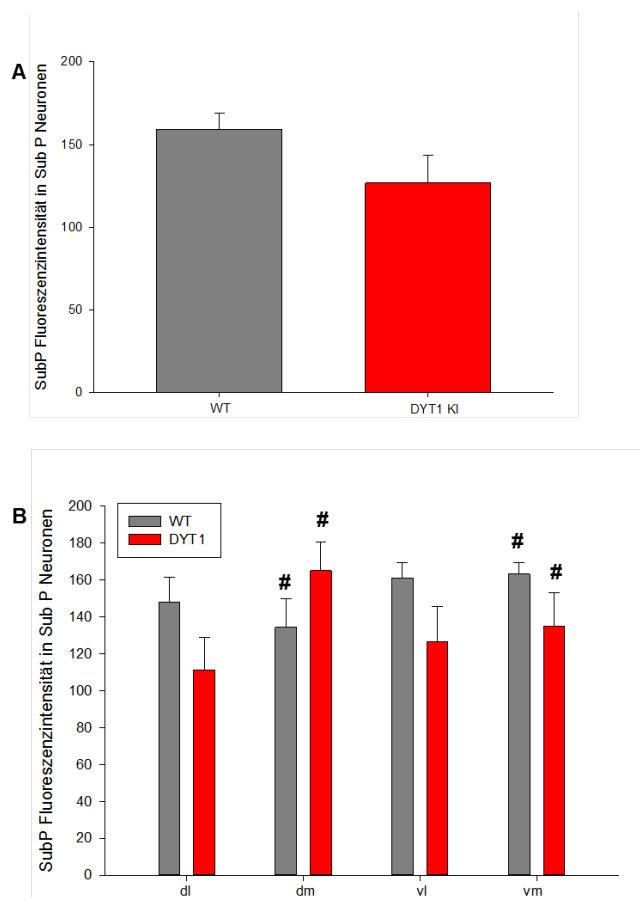 A
SubP Fluoreszenzintensität in Sub P Neuronen
200
150
100
50
0
WT
DYT1 KI
B
SubP Fluoreszenzintensität in Sub P Neuronen
200
180
160
140
120
100
80
60
40
20
0
WT
DYT1
#
#
#
#
dl
dm
vl
vm